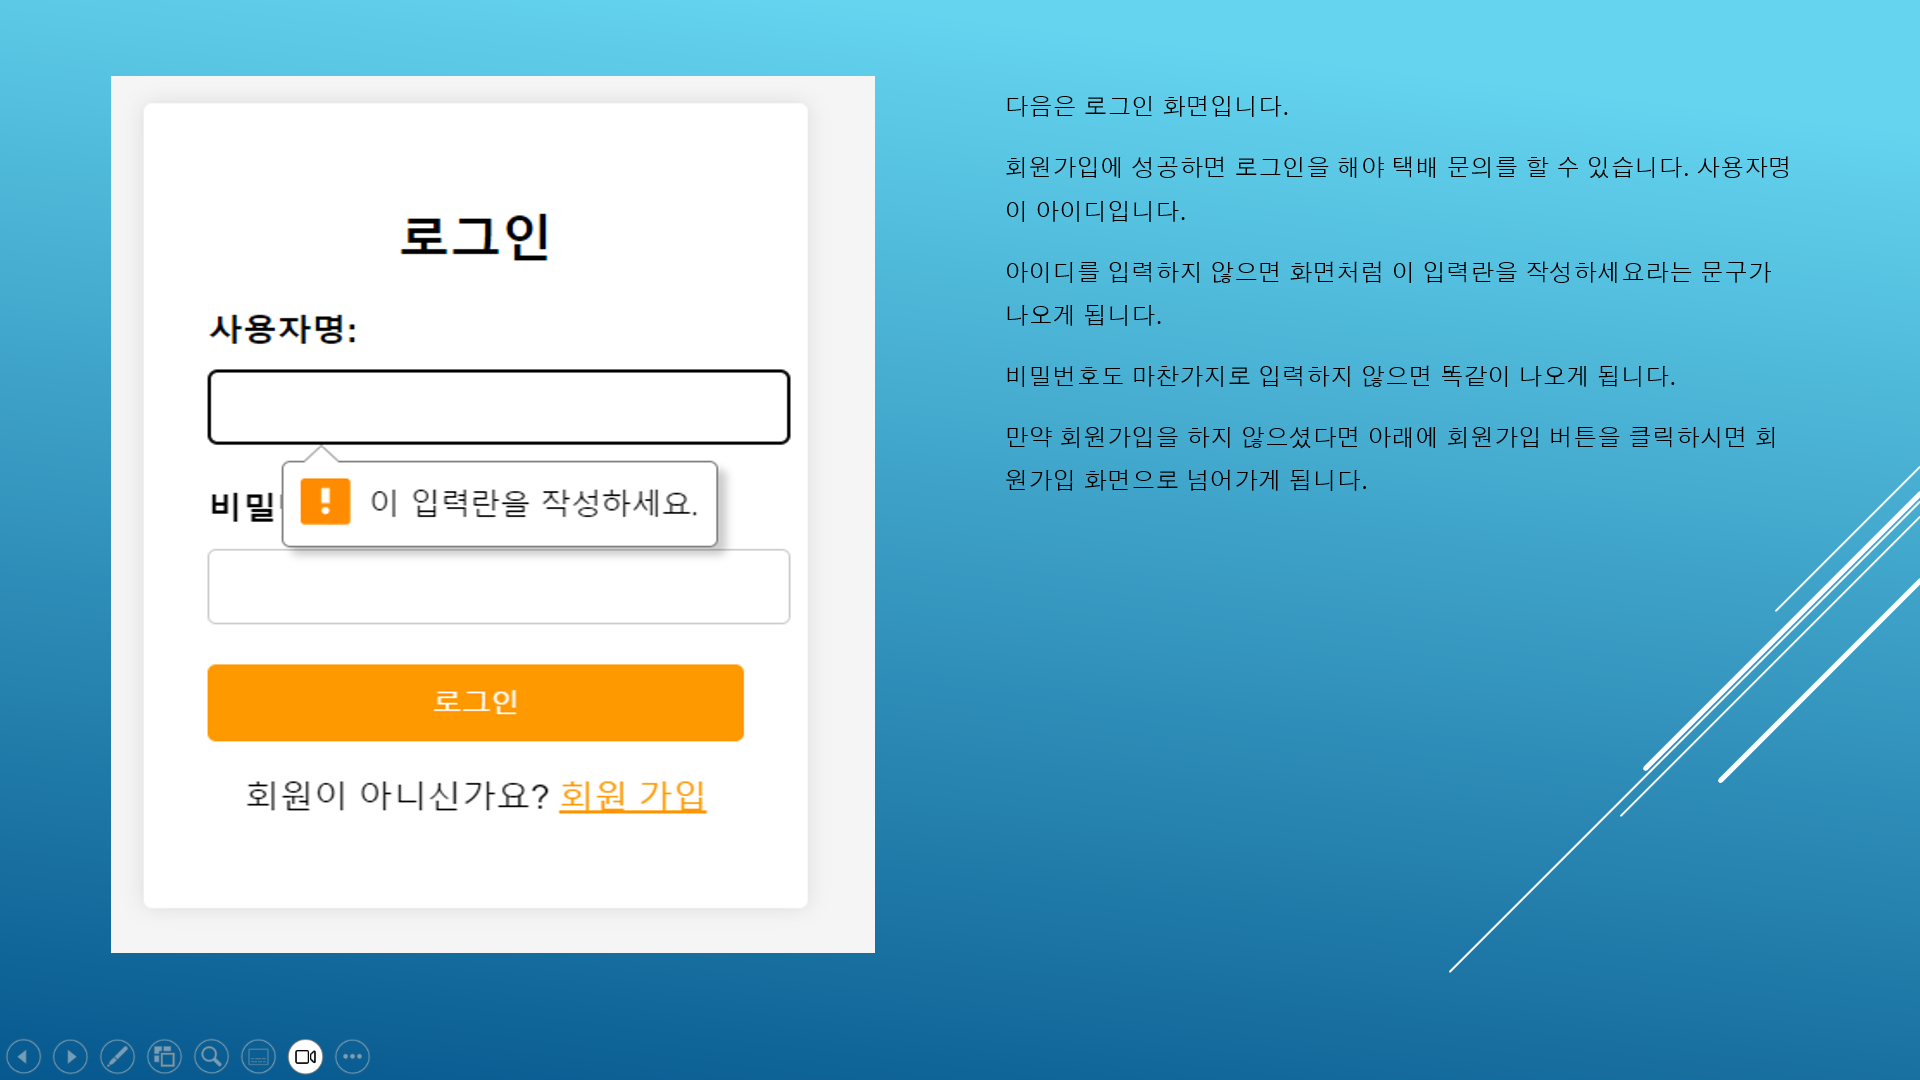 로그인
사용자명:
이 입력란을 작성하세요.
로그인
회원이 아니신가요? 회원 가입
다음은 로그인 화면입니다.
회원가입에 성공하면 로그인을 해야 택배 문의를 할 수 있습니다. 사용자명
이 아이디입니다.
아이디를 입력하지 않으면 화면처럼 이 입력란을 작성하세요라는 문구가
나오게 됩니다.
비밀번호도 마찬가지로 입력하지 않으면 똑같이 나오게 됩니다.
만약 회원가입을 하지 않으셨다면 아래에 회원가입 버튼을 클릭하시면 회
원가입 화면으로 넘어가게 됩니다.